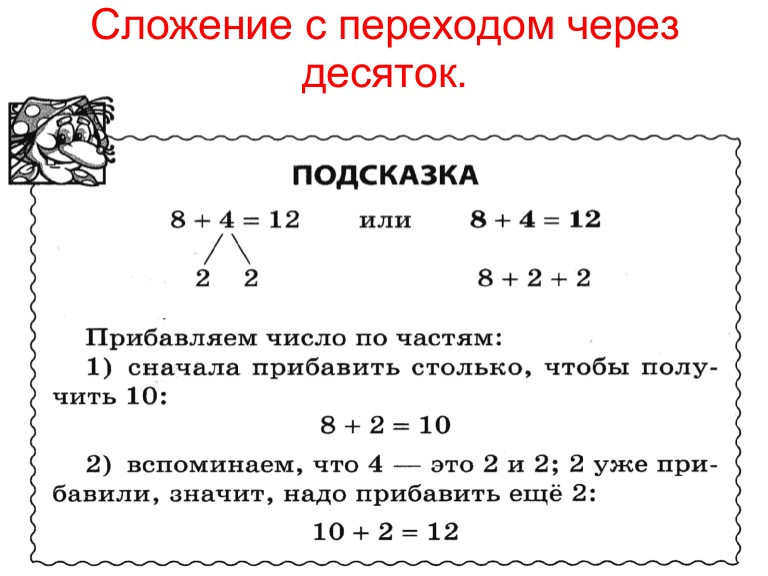 Сложение с переходом через
десяток.
ПОДСКАЗКА
8 + 4 = 12 или 8 + 4 = 12
2 2 8 + 2 + 2
Прибавляем число по частям:
1) сначала прибавить столько, чтобы полу-
чить 10:
8 + 2 = 10
2) вспоминаем, что 4 — это 2 и 2; 2 уже при-
бавили, значит, надо прибавить ещё 2:
10 + 2 = 12